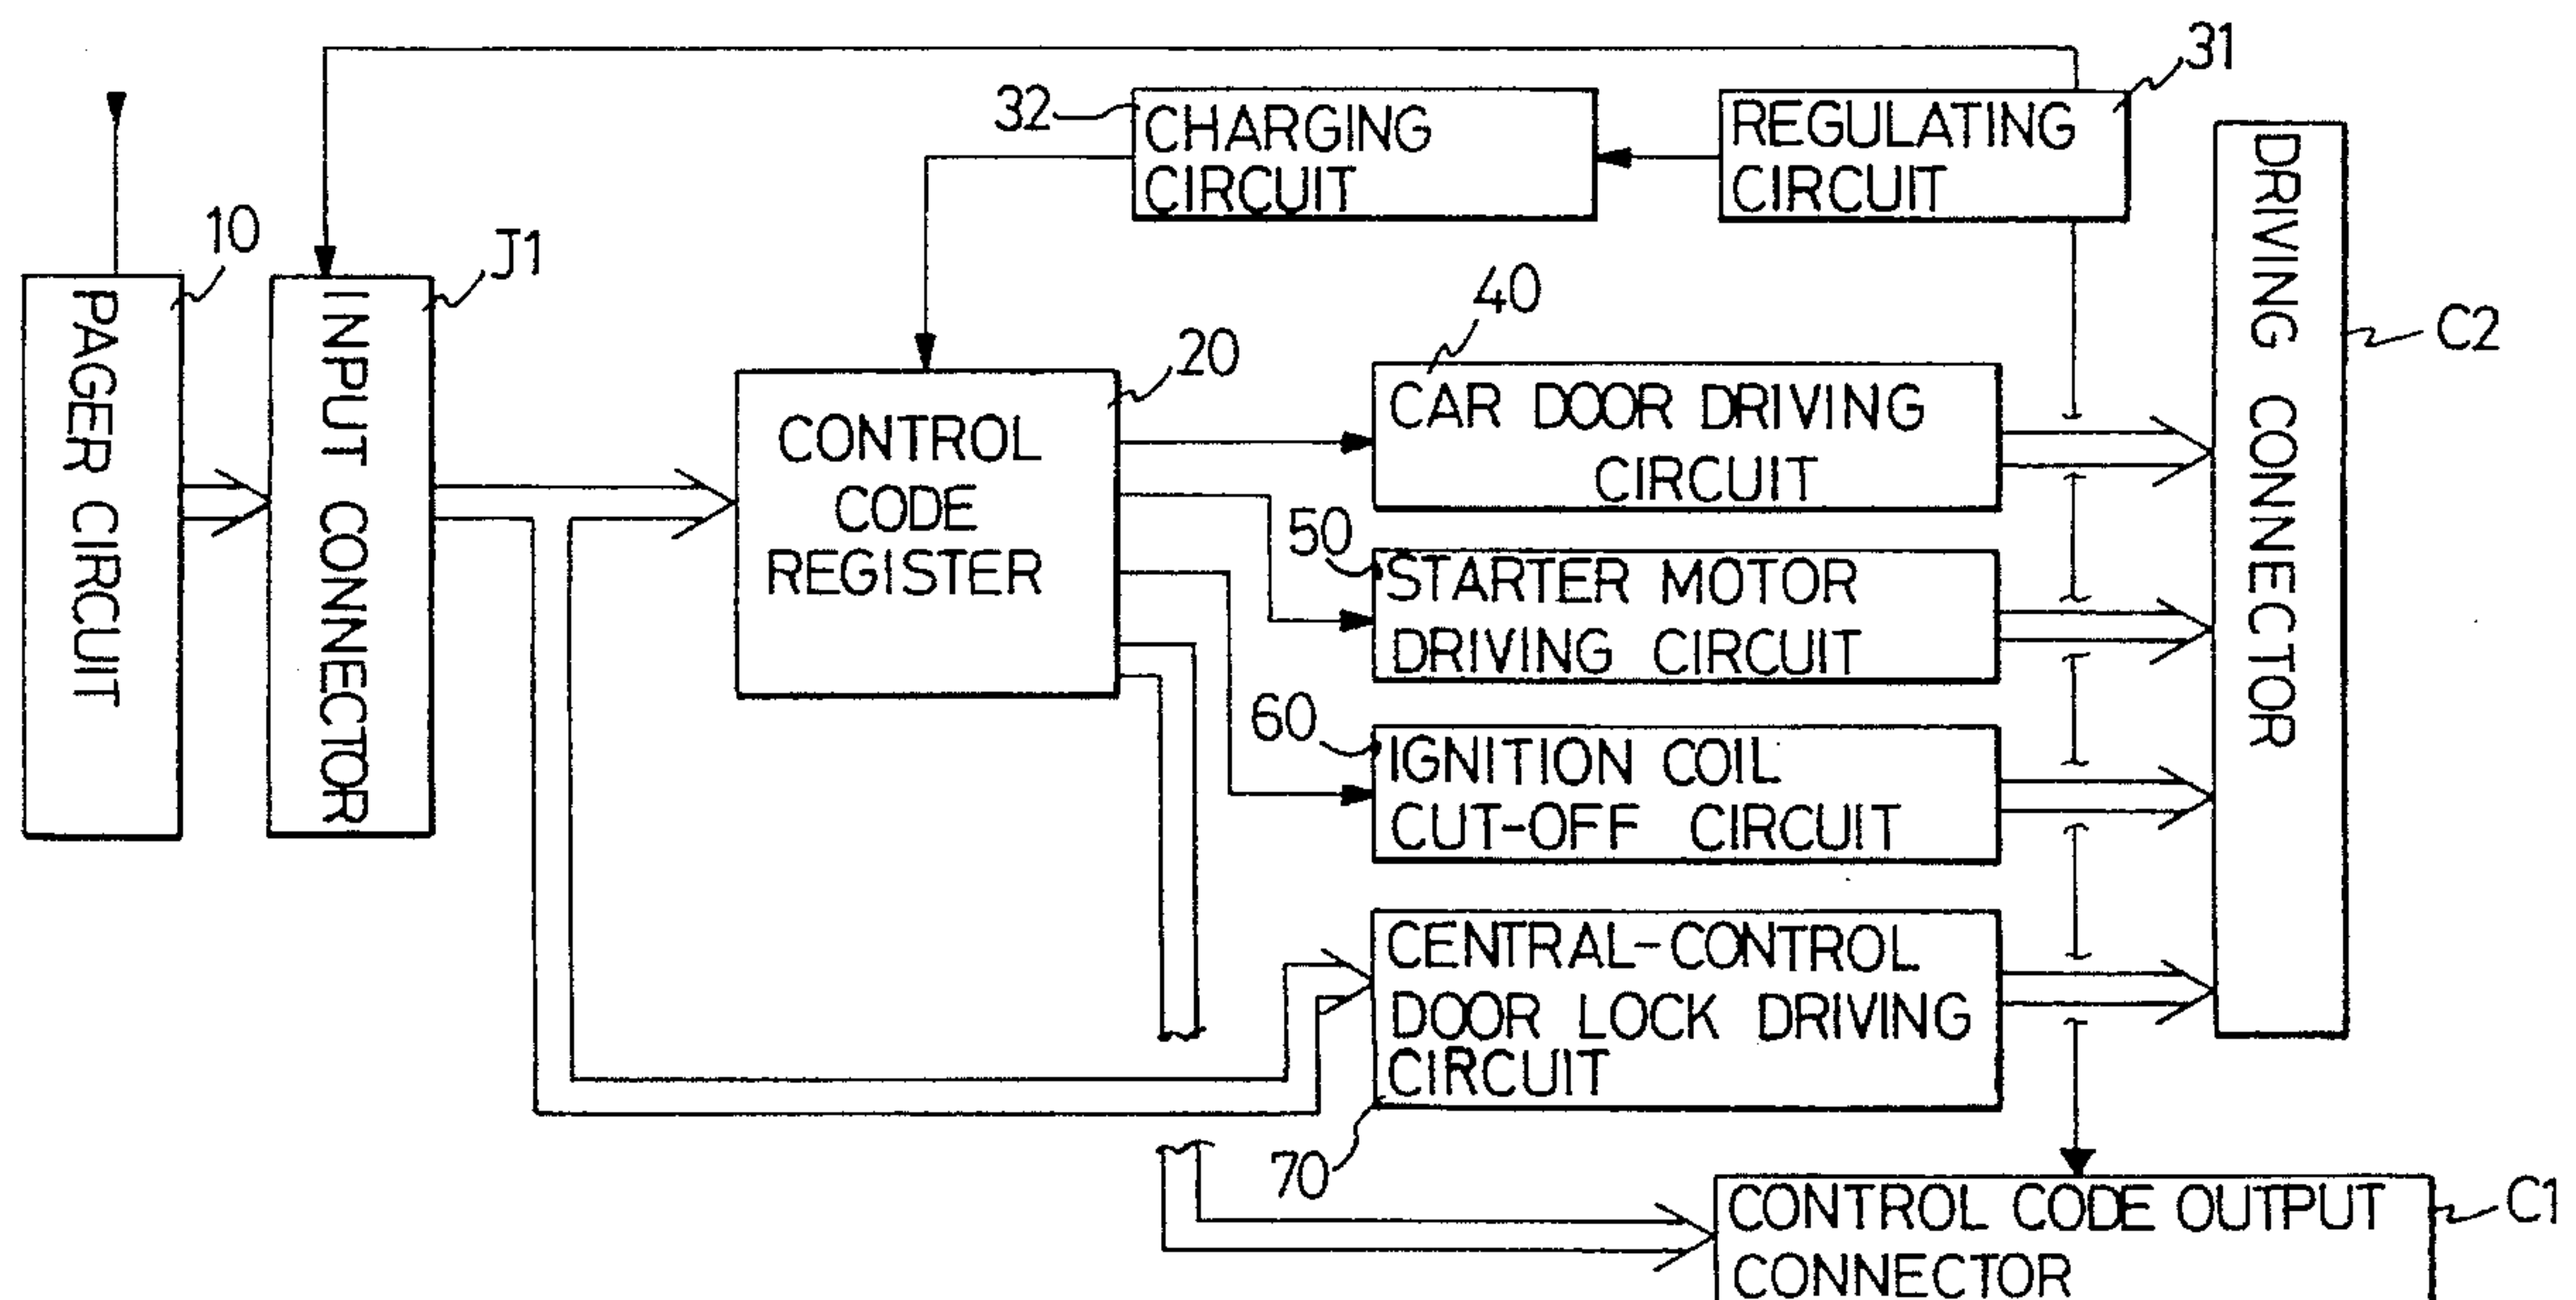 31
32
CHARGING
CIRCUIT
REGULATING
CIRCUIT
10
J1
PAGER CIRCUIT
INPUT CONNECTOR
DRIVING CONNECTOR
C2
20
CONTROL
CODE
REGISTER
40
CAR DOOR DRIVING
CIRCUIT
50
STARTER MOTOR
DRIVING CIRCUIT
60
IGNITION COIL
CUT-OFF CIRCUIT
CENTRAL-CONTROL
DOOR LOCK DRIVING
CIRCUIT
70
CONTROL CODE OUTPUT
CONNECTOR
C1